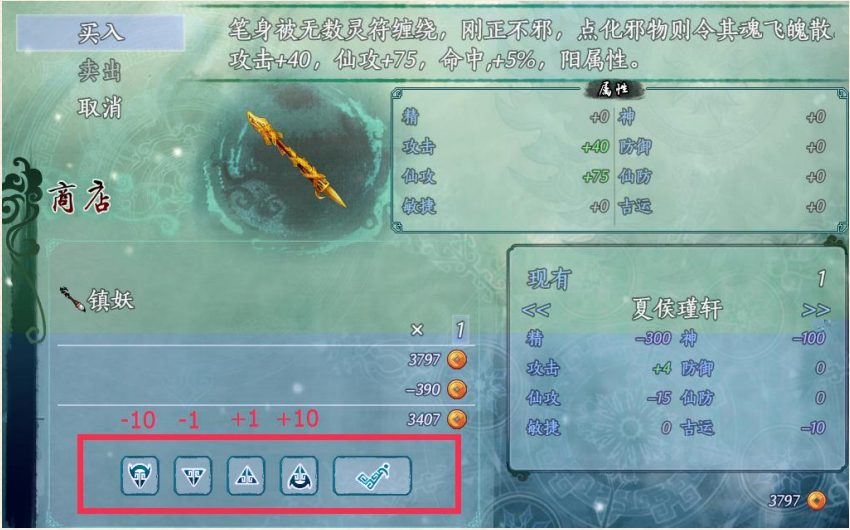 买入
卖出
取消
笔身被无数灵符缠绕，刚正不邪，点化邪物则令其魂飞魄散
攻击+40，仙攻+75，命中,+5%，阳属性。
属性
精 +0 神 +0
攻击 +40 防御 +0
仙攻 +75 仙防 +0
敏捷 +0 吉运 +0
商店
镇妖
× 1
3797
-390
3407
-10 -1 +1 +10
现有 1
<< 夏侯瑾轩 >>
精 -300 神 -100
攻击 +4 防御 0
仙攻 -15 仙防 0
敏捷 0 吉运 -10
3797